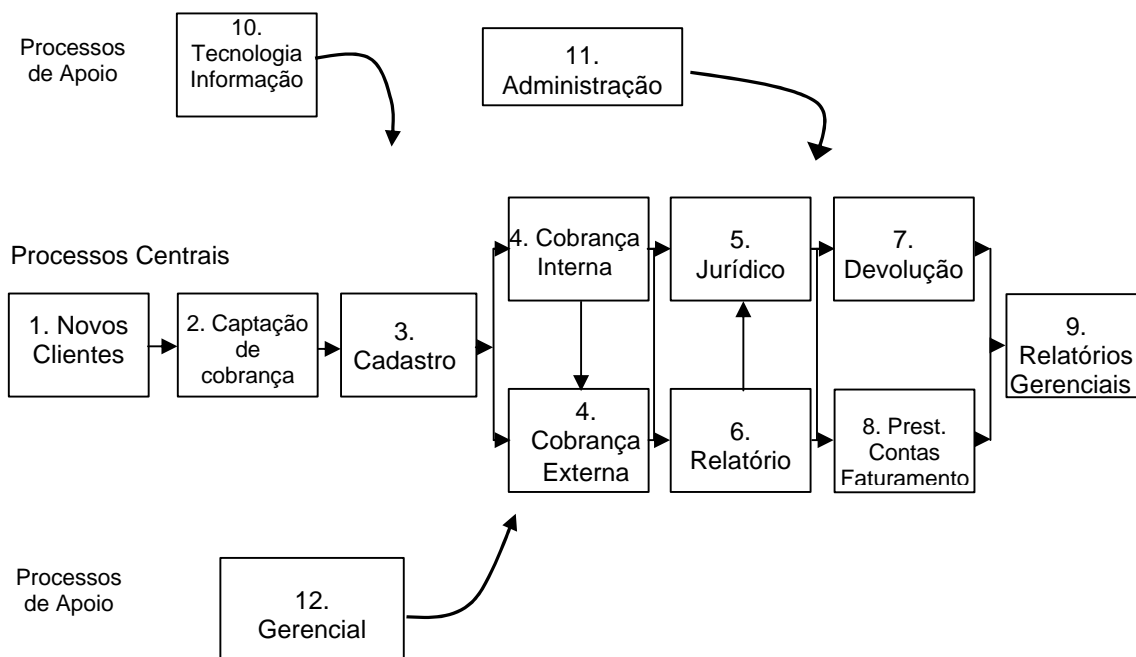 Processos
de Apoio
10.
Tecnologia
Informação
11.
Administração
Processos Centrais
1. Novos
Clientes
2. Captação
de
cobrança
3.
Cadastro
4. Cobrança
Interna
4.
Cobrança
Externa
5.
Jurídico
6.
Relatório
7.
Devolução
8. Prest.
Contas
Faturamento
9.
Relatórios
Gerenciais
Processos
de Apoio
12.
Gerencial